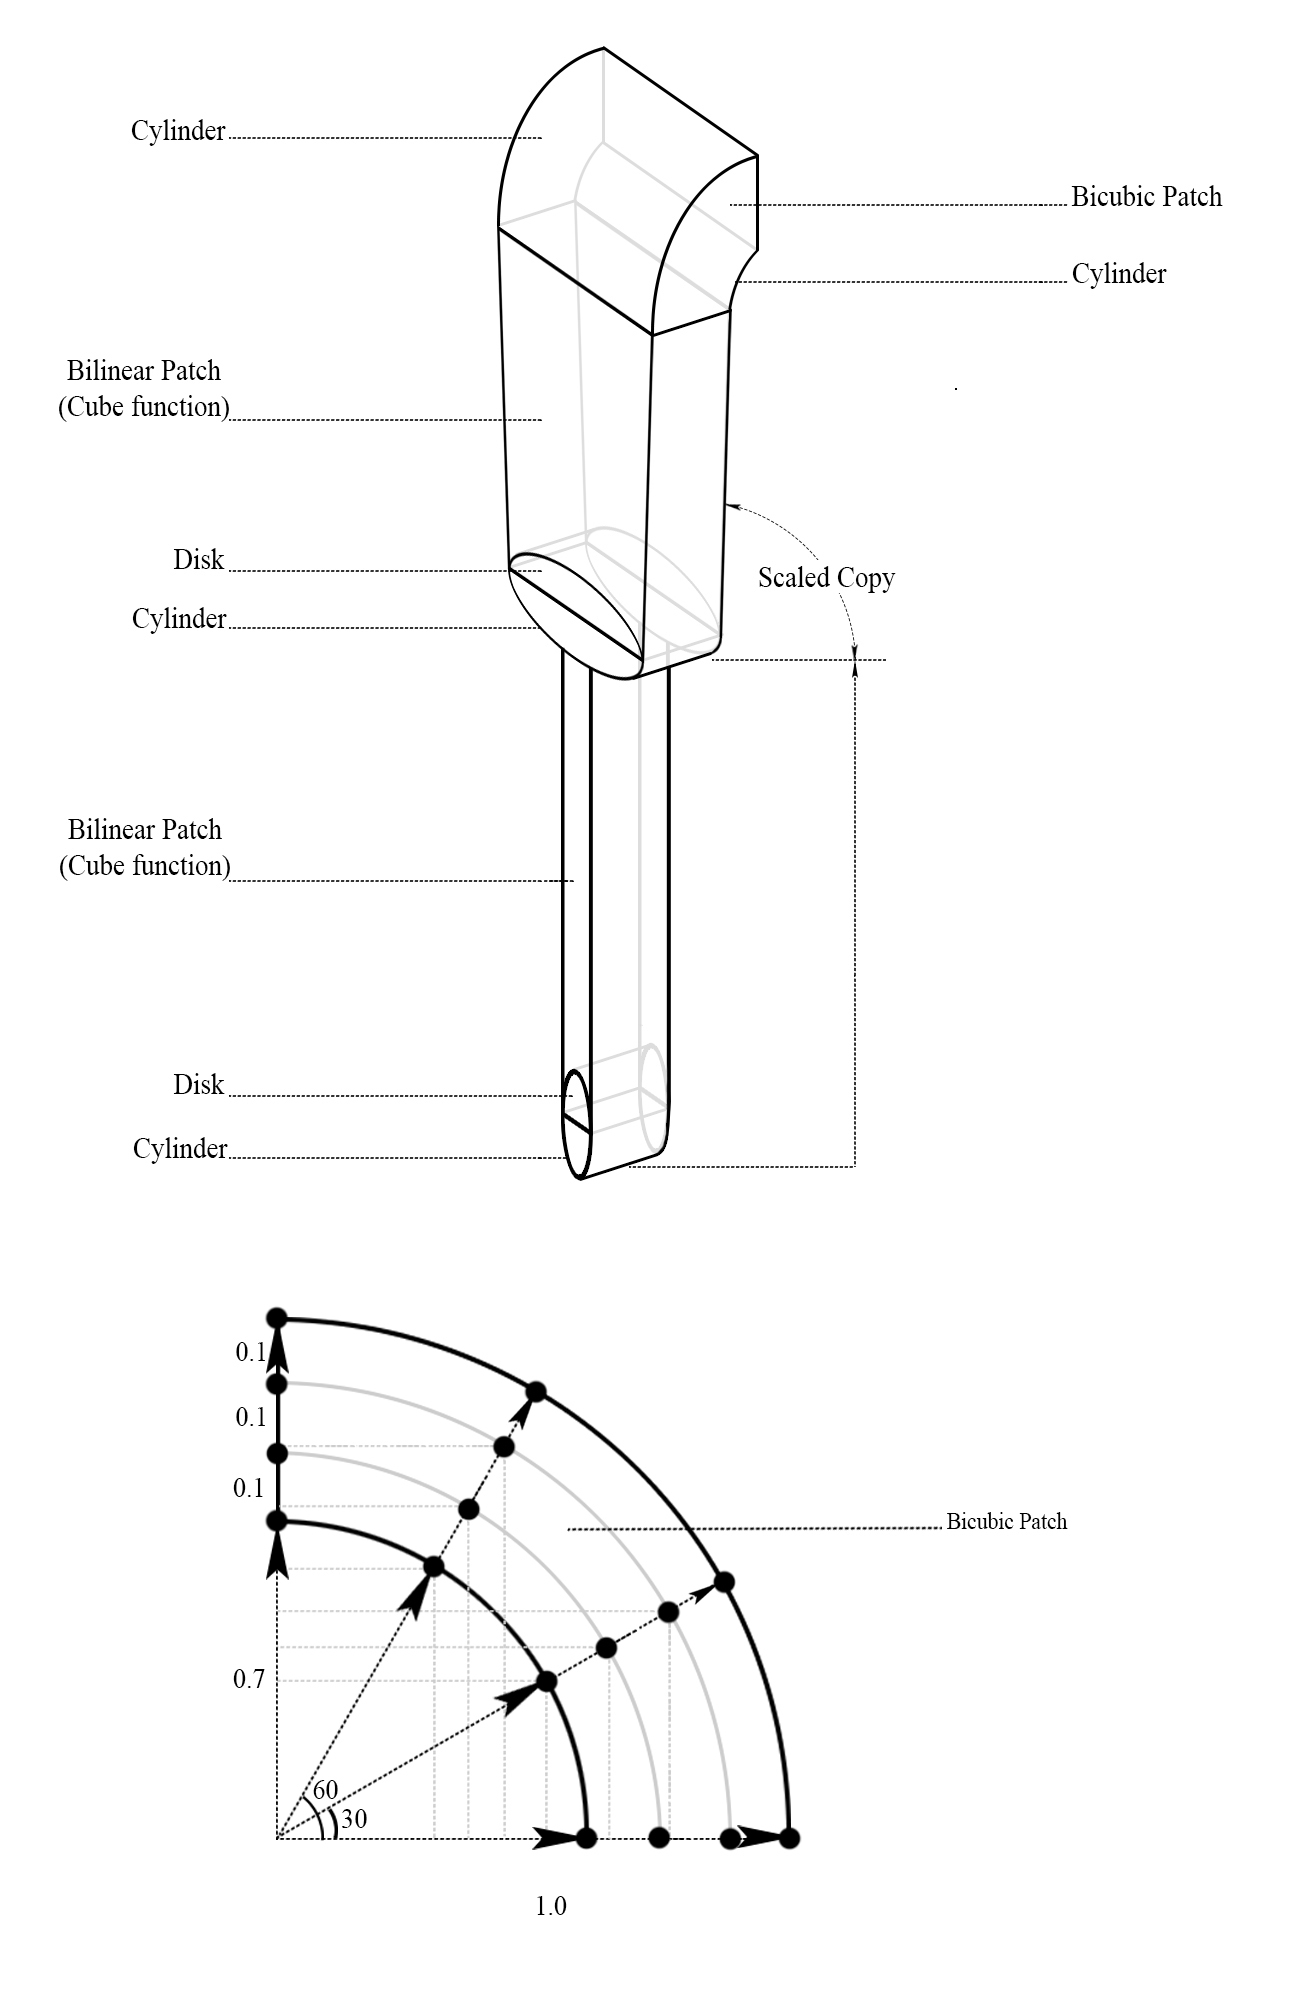 Cylinder
Bicubic Patch
Cylinder
Bilinear Patch
(Cube function)
Disk
Scaled Copy
Cylinder
Bilinear Patch
(Cube function)
Disk
Cylinder
0.1
0.1
0.1
Bicubic Patch
0.7
60
30
1.0